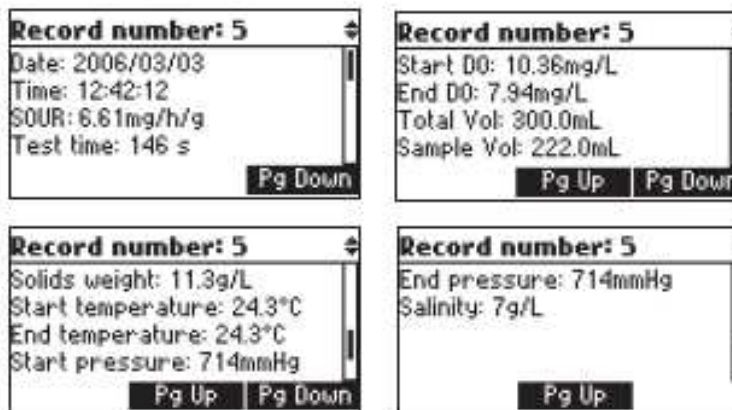 Record number: 5
Date: 2006/03/03
Time: 12:42:12
SOUR: 6.61mg/h/g
Test time: 146 s
Pg Down
Record number: 5
Start DO: 10.36mg/L
End DO: 7.94mg/L
Total Vol: 300.0mL
Sample Vol: 222.0mL
Pg Up Pg Down
Record number: 5
Solids weight: 11.3g/L
Start temperature: 24.3°C
End temperature: 24.3°C
Start pressure: 714mmHg
Pg Up Pg Down
Record number: 5
End pressure: 714mmHg
Salinity: 7g/L
Pg Up